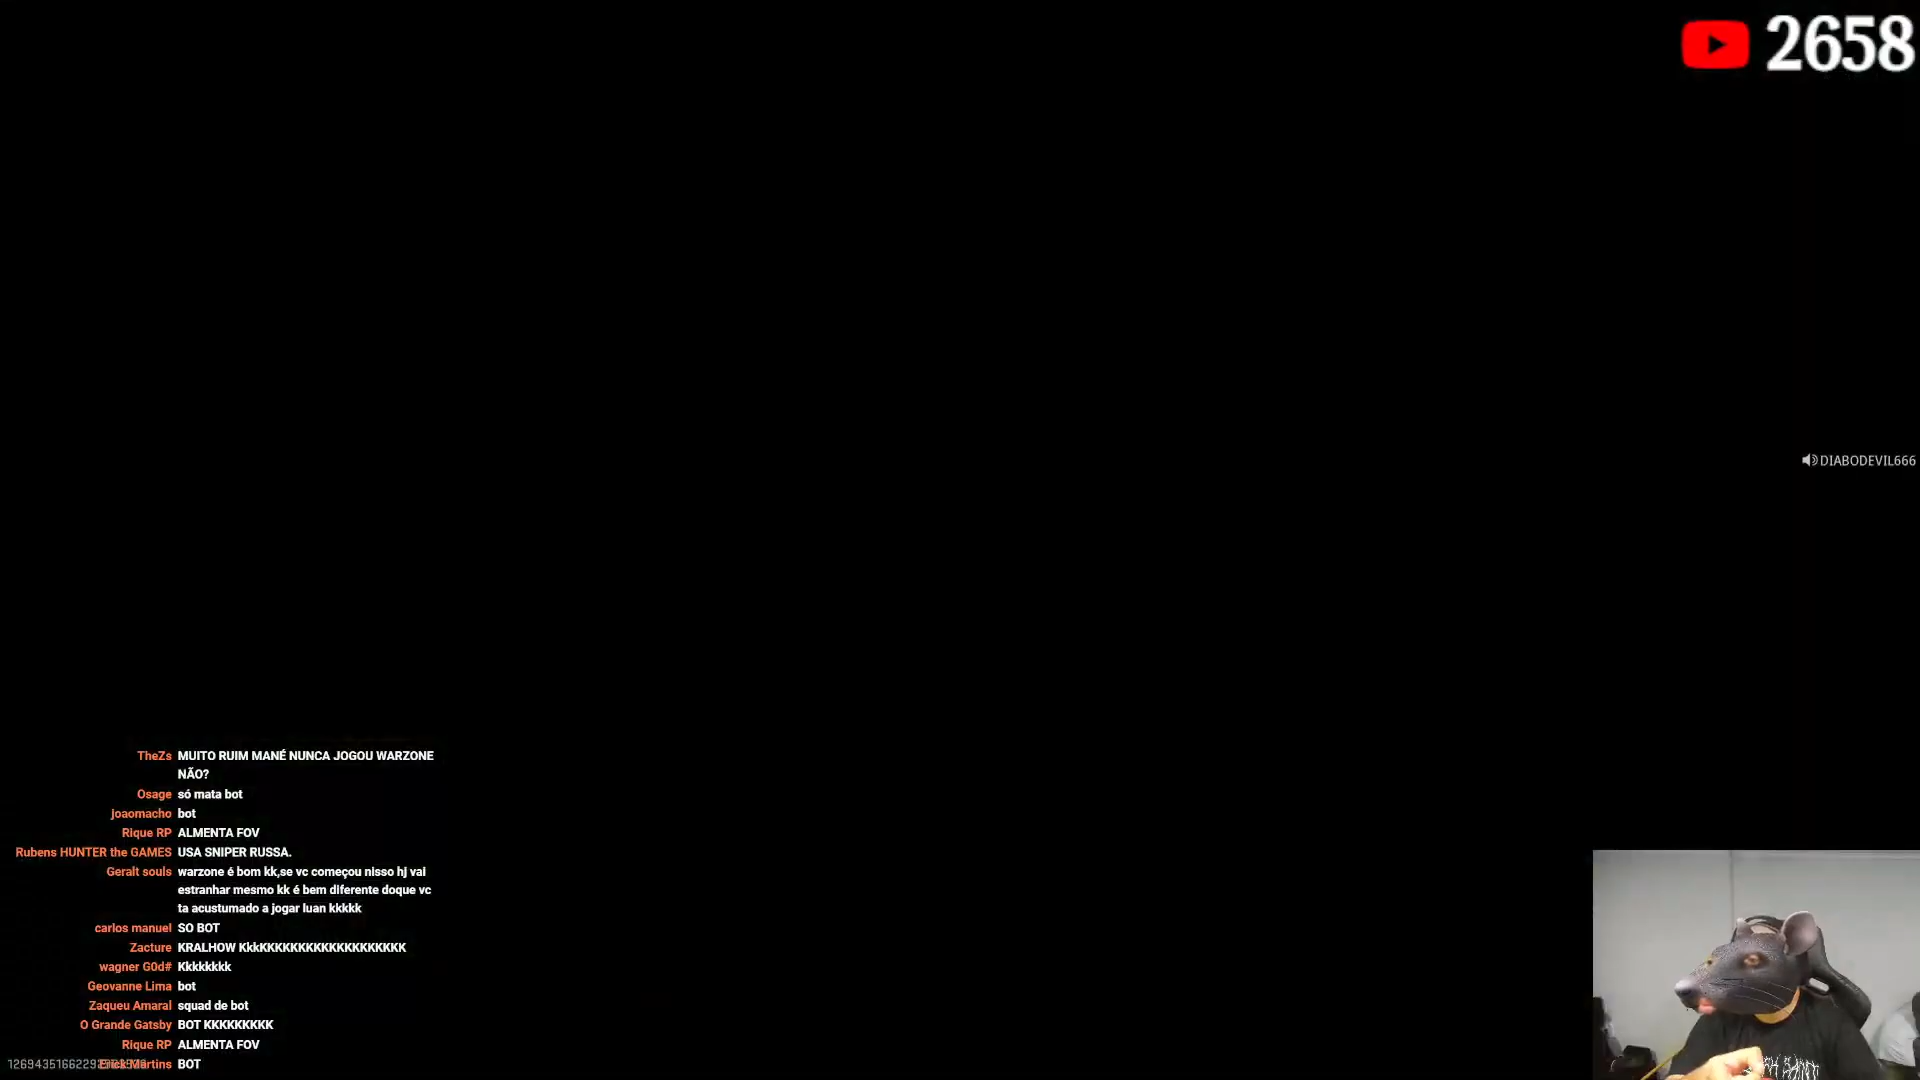 2658
DIABODEVIL666
TheZs MUITO RUIM MANÉ NUNCA JOGOU WARZONE
NÃO?
Osage só mata bot
joaomacho bot
Rique RP ALMENTA FOV
Rubens HUNTER the GAMES USA SNIPER RUSSA.
Geralt souls warzone é bom kk,se vc começou nisso hj vai
estranhar mesmo kk é bem diferente doque vc
ta acustumado a jogar luan kkkkk
carlos manuel SO BOT
Zacture KRALHOW KkkKKKKKKKKKKKKKKKKKKK
wagner G0d# Kkkkkkkk
Geovanne Lima bot
Zaqueu Amaral squad de bot
O Grande Gatsby BOT KKKKKKKKK
Rique RP ALMENTA FOV
BOT